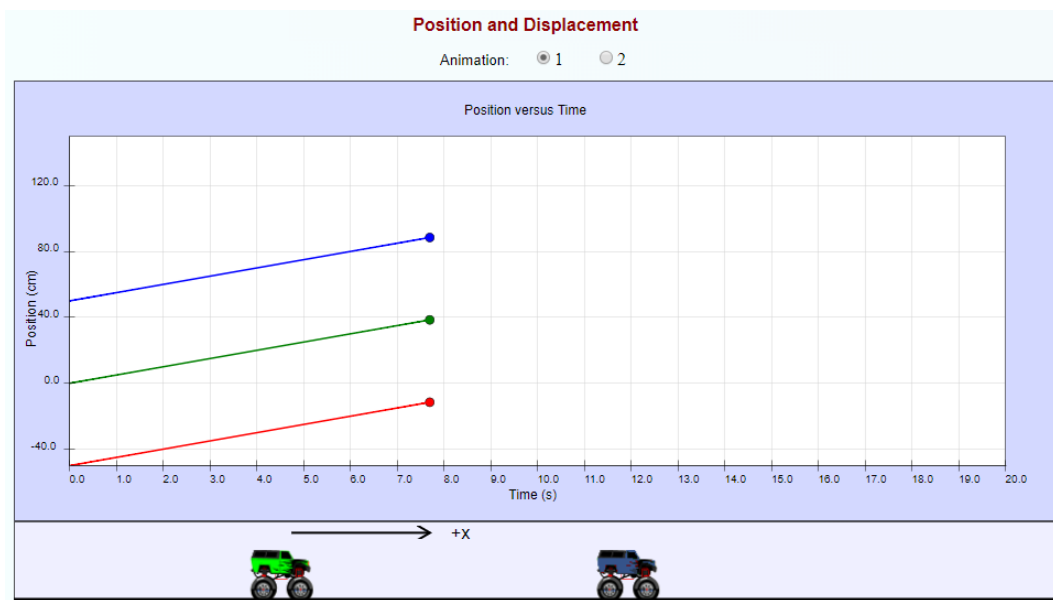 Position and Displacement
Animation: 1 2
Position versus Time
120.0
80.0
40.0
0.0
-40.0
Position (cm)
0.0 1.0 2.0 3.0 4.0 5.0 6.0 7.0 8.0 9.0 10.0 11.0 12.0 13.0 14.0 15.0 16.0 17.0 18.0 19.0 20.0
Time (s)
+X